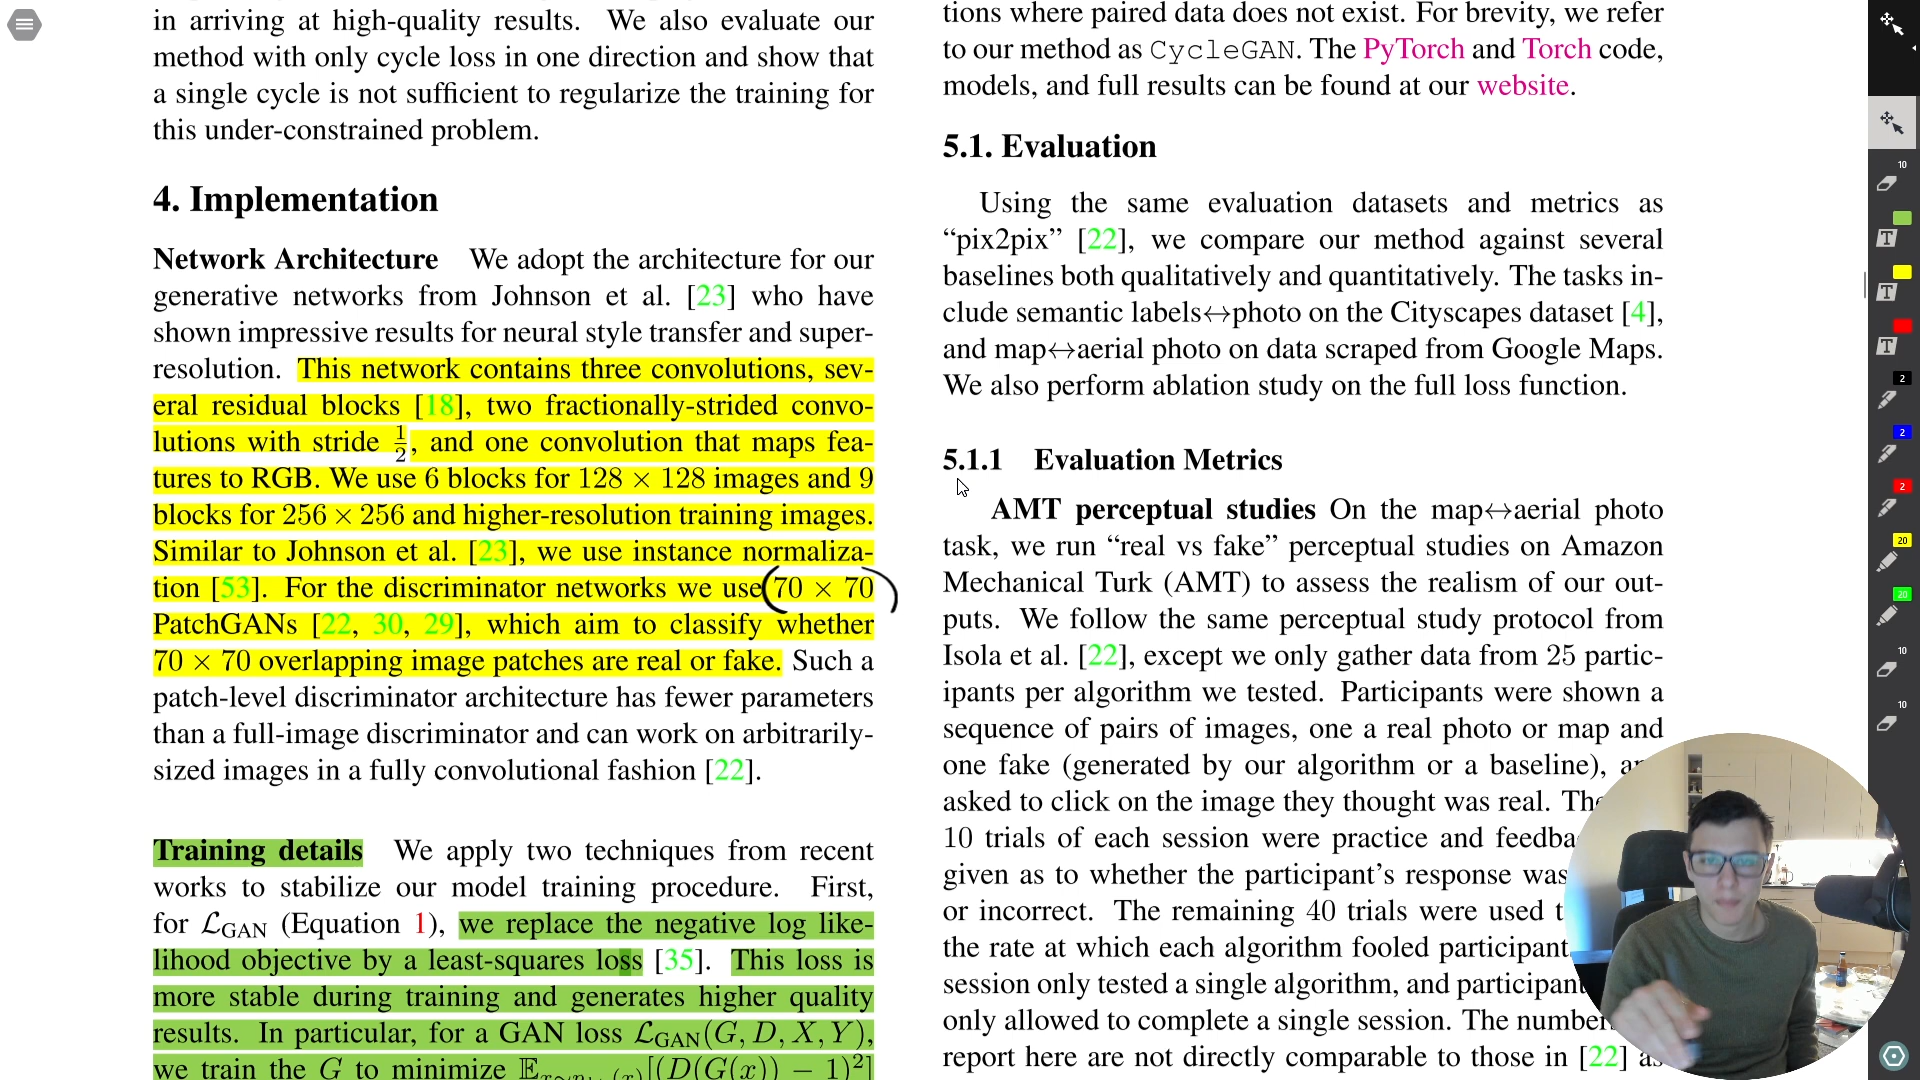 in arriving at high-quality results. We also evaluate our
method with only cycle loss in one direction and show that
a single cycle is not sufficient to regularize the training for
this under-constrained problem.
4. Implementation
Network Architecture We adopt the architecture for our
generative networks from Johnson et al. [23] who have
shown impressive results for neural style transfer and super-
resolution. This network contains three convolutions, sev-
eral residual blocks [18], two fractionally-strided convo-
lutions with stride 1/2, and one convolution that maps fea-
tures to RGB. We use 6 blocks for 128 × 128 images and 9
blocks for 256 × 256 and higher-resolution training images.
Similar to Johnson et al. [23], we use instance normaliza-
tion [53]. For the discriminator networks we use 70 × 70
PatchGANs [22, 30, 29], which aim to classify whether
70 × 70 overlapping image patches are real or fake. Such a
patch-level discriminator architecture has fewer parameters
than a full-image discriminator and can work on arbitrarily-
sized images in a fully convolutional fashion [22].
Training details We apply two techniques from recent
works to stabilize our model training procedure. First,
for ℒGAN (Equation 1), we replace the negative log like-
lihood objective by a least-squares loss [35]. This loss is
more stable during training and generates higher quality
results. In particular, for a GAN loss ℒGAN(G, D, X, Y),
we train the G to minimize 𝔼x∼pdata(x)[(D(G(x)) − 1)²]
tions where paired data does not exist. For brevity, we refer
to our method as CycleGAN. The PyTorch and Torch code,
models, and full results can be found at our website.
5.1. Evaluation
Using the same evaluation datasets and metrics as
“pix2pix” [22], we compare our method against several
baselines both qualitatively and quantitatively. The tasks in-
clude semantic labels↔photo on the Cityscapes dataset [4],
and map↔aerial photo on data scraped from Google Maps.
We also perform ablation study on the full loss function.
5.1.1 Evaluation Metrics
AMT perceptual studies On the map↔aerial photo
task, we run “real vs fake” perceptual studies on Amazon
Mechanical Turk (AMT) to assess the realism of our out-
puts. We follow the same perceptual study protocol from
Isola et al. [22], except we only gather data from 25 partic-
ipants per algorithm we tested. Participants were shown a
sequence of pairs of images, one a real photo or map and
one fake (generated by our algorithm or a baseline),
asked to click on the image they thought was real.
10 trials of each session were practice and
given as to whether the participant’s response was
or incorrect. The remaining 40 trials were used
the rate at which each algorithm fooled
session only tested a single algorithm, and
only allowed to complete a single session. The
report here are not directly comparable to those in [22] as
10
T
T
T
2
2
2
20
20
10
10